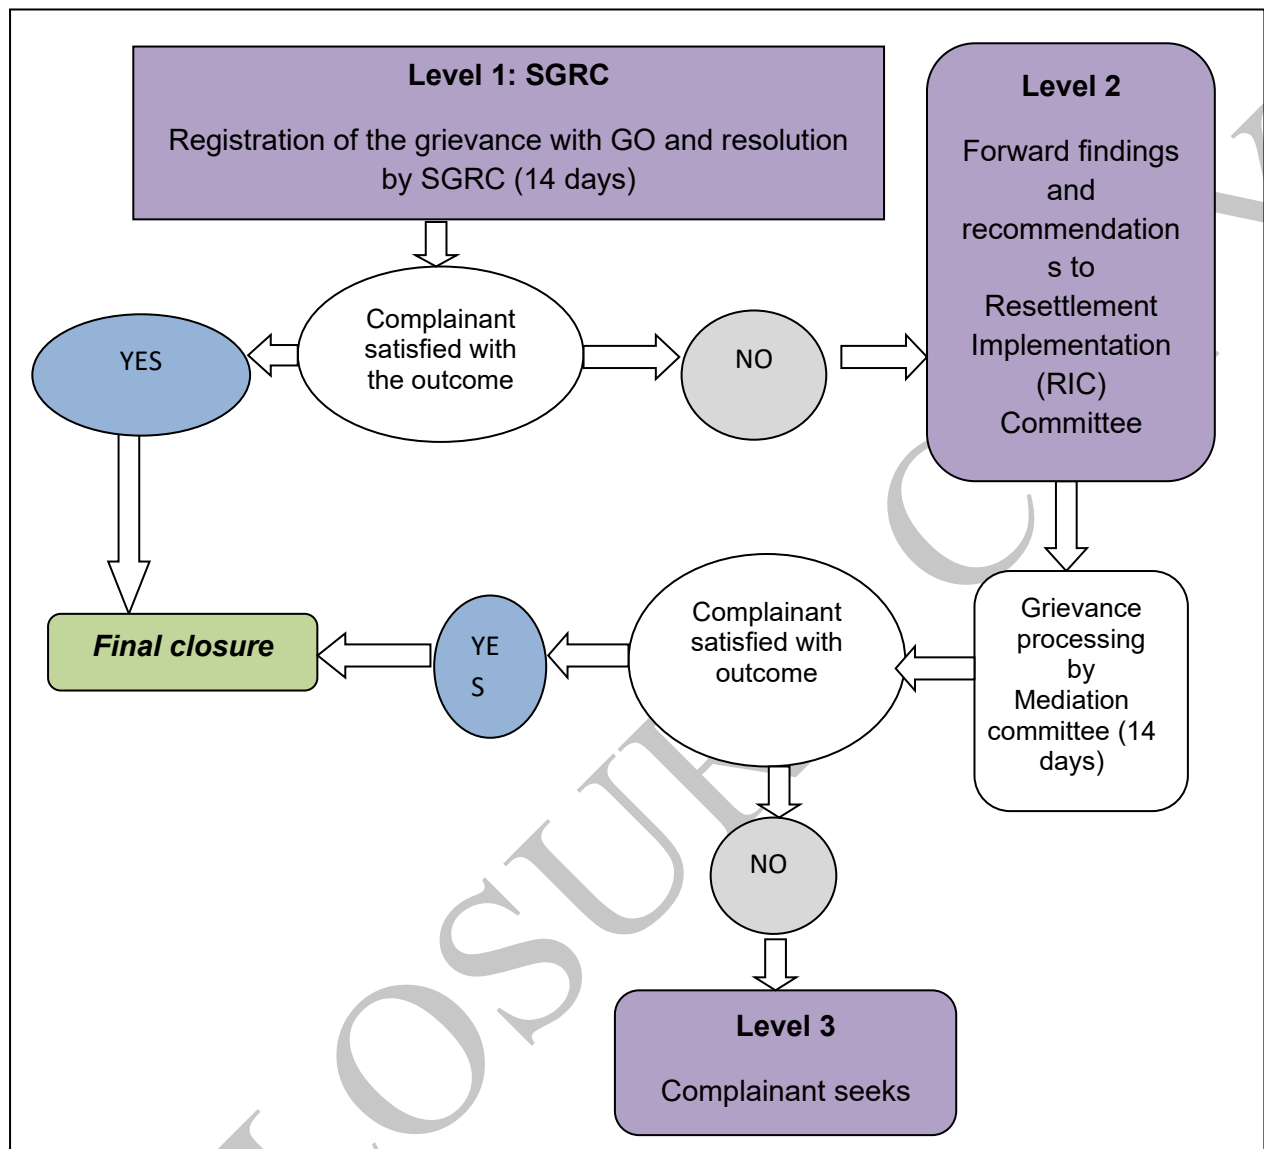 Level 1: SGRC
Registration of the grievance with GO and resolution
by SGRC (14 days)
Level 2
Forward findings
and
recommendation
s to
Resettlement
Implementation
(RIC)
Committee
Complainant
satisfied with
the outcome
YES
NO
Grievance
processing
by
Mediation
committee (14
days)
Complainant
satisfied with
outcome
YE
S
Final closure
NO
Level 3
Complainant seeks